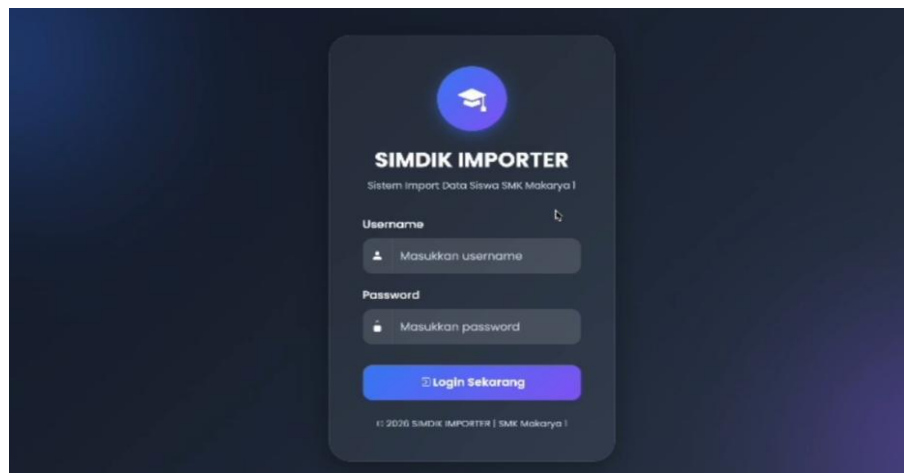 SIMDIK IMPORTER
Sistem Import Data Siswa SMK Makarya 1
Username
Masukkan username
Password
Masukkan password
Login Sekarang
© 2026 SIMDIK IMPORTER | SMK Makarya 1